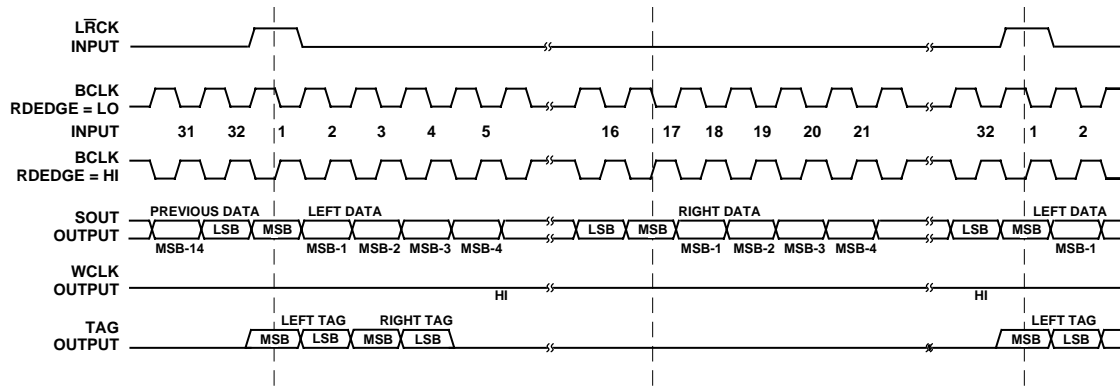 LR̅CK
INPUT
BCLK
RDEDGE = LO
INPUT 31 32 1 2 3 4 5 16 17 18 19 20 21 32 1 2
BCLK
RDEDGE = HI
SOUT PREVIOUS DATA LEFT DATA RIGHT DATA LEFT DATA
OUTPUT LSB MSB LSB MSB LSB MSB
MSB-14 MSB-1 MSB-2 MSB-3 MSB-4 MSB-1 MSB-2 MSB-3 MSB-4 MSB-1
WCLK
OUTPUT
HI HI
TAG LEFT TAG RIGHT TAG LEFT TAG
OUTPUT MSB LSB MSB LSB MSB LSB